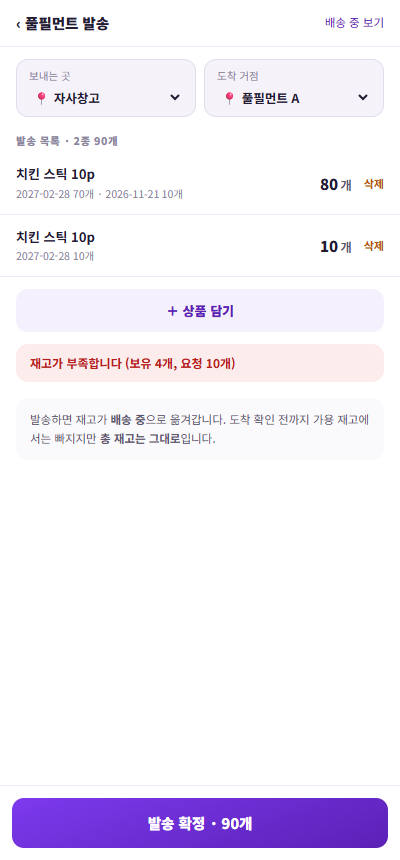 ‹ 풀필먼트 발송
배송 중 보기
보내는 곳
📍 자사창고
도착 거점
📍 풀필먼트 A
발송 목록 · 2종 90개
치킨 스틱 10p
2027-02-28 70개 · 2026-11-21 10개
80 개 삭제
치킨 스틱 10p
2027-02-28 10개
10 개 삭제
+ 상품 담기
재고가 부족합니다 (보유 4개, 요청 10개)
발송하면 재고가 배송 중으로 옮겨갑니다. 도착 확인 전까지 가용 재고에
서는 빠지지만 총 재고는 그대로입니다.
발송 확정 · 90개